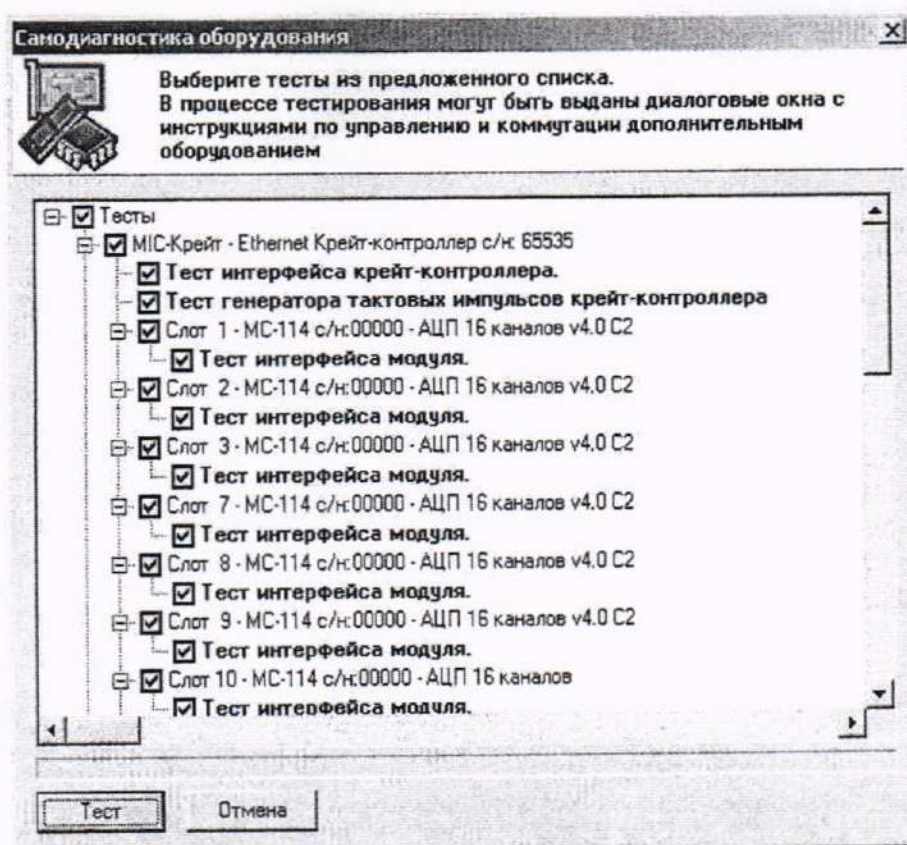 Самодиагностика оборудования
Выберите тесты из предложенного списка.
В процессе тестирования могут быть выданы диалоговые окна с
инструкциями по управлению и коммутации дополнительным
оборудованием
Тесты
MIC-Крейт - Ethernet Крейт-контроллер с/н: 65535
Тест интерфейса крейт-контроллера.
Тест генератора тактовых импульсов крейт-контроллера
Слот 1 - МС-114 с/н:00000 - АЦП 16 каналов v4.0 C2
Тест интерфейса модуля.
Слот 2 - МС-114 с/н:00000 - АЦП 16 каналов v4.0 C2
Тест интерфейса модуля.
Слот 3 - МС-114 с/н:00000 - АЦП 16 каналов v4.0 C2
Тест интерфейса модуля.
Слот 7 - МС-114 с/н:00000 - АЦП 16 каналов v4.0 C2
Тест интерфейса модуля.
Слот 8 - МС-114 с/н:00000 - АЦП 16 каналов v4.0 C2
Тест интерфейса модуля.
Слот 9 - МС-114 с/н:00000 - АЦП 16 каналов v4.0 C2
Тест интерфейса модуля.
Слот 10 - МС-114 с/н:00000 - АЦП 16 каналов
Тест интерфейса модуля.
Тест
Отмена